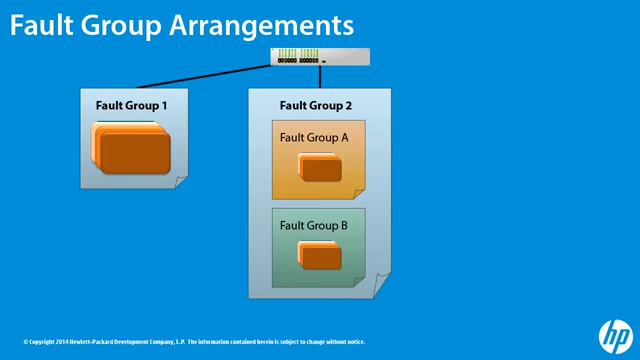 Fault Group Arrangements
Fault Group 1
Fault Group 2
Fault Group A
Fault Group B
© Copyright 2014 Hewlett-Packard Development Company, L.P. The information contained herein is subject to change without notice.
hp